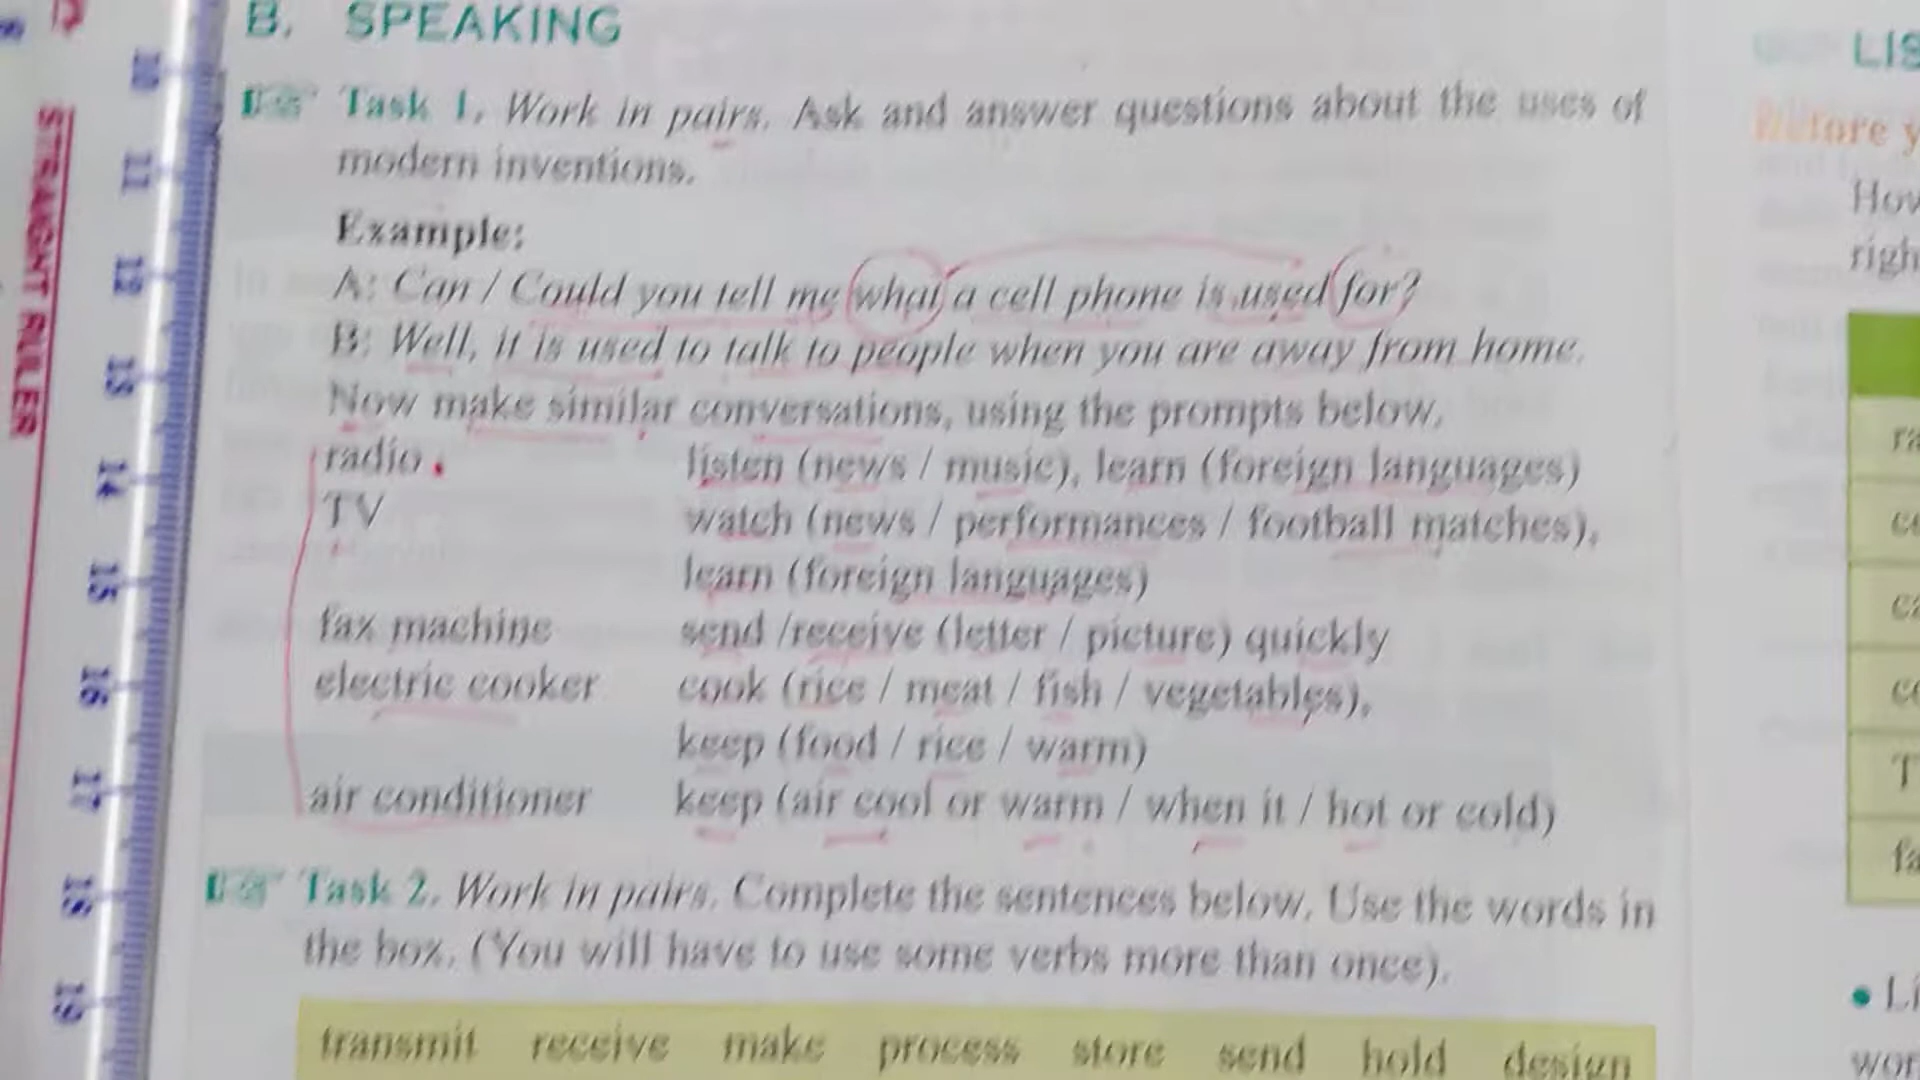 B. SPEAKING
Task 1. Work in pairs. Ask and answer questions about the uses of
modern inventions.
Example:
A: Can / Could you tell me what a cell phone is used for?
B: Well, it is used to talk to people when you are away from home.
Now make similar conversations, using the prompts below.
radio listen (news / music), learn (foreign languages)
TV watch (news / performances / football matches),
learn (foreign languages)
fax machine send /receive (letter / picture) quickly
electric cooker cook (rice / meat / fish / vegetables),
keep (food / rice / warm)
air conditioner keep (air cool or warm / when it / hot or cold)
Task 2. Work in pairs. Complete the sentences below. Use the words in
the box. (You will have to use some verbs more than once).
transmit receive make process store send hold design
STRAIGHT RULER
10
11
12
13
14
15
16
17
18
19